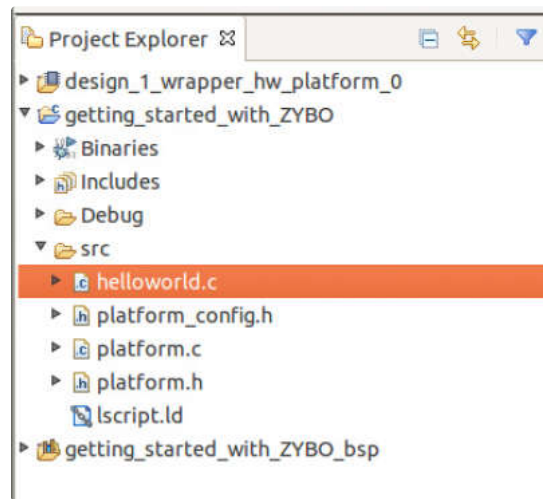 Project Explorer
design_1_wrapper_hw_platform_0
getting_started_with_ZYBO
Binaries
Includes
Debug
src
helloworld.c
platform_config.h
platform.c
platform.h
lscript.ld
getting_started_with_ZYBO_bsp